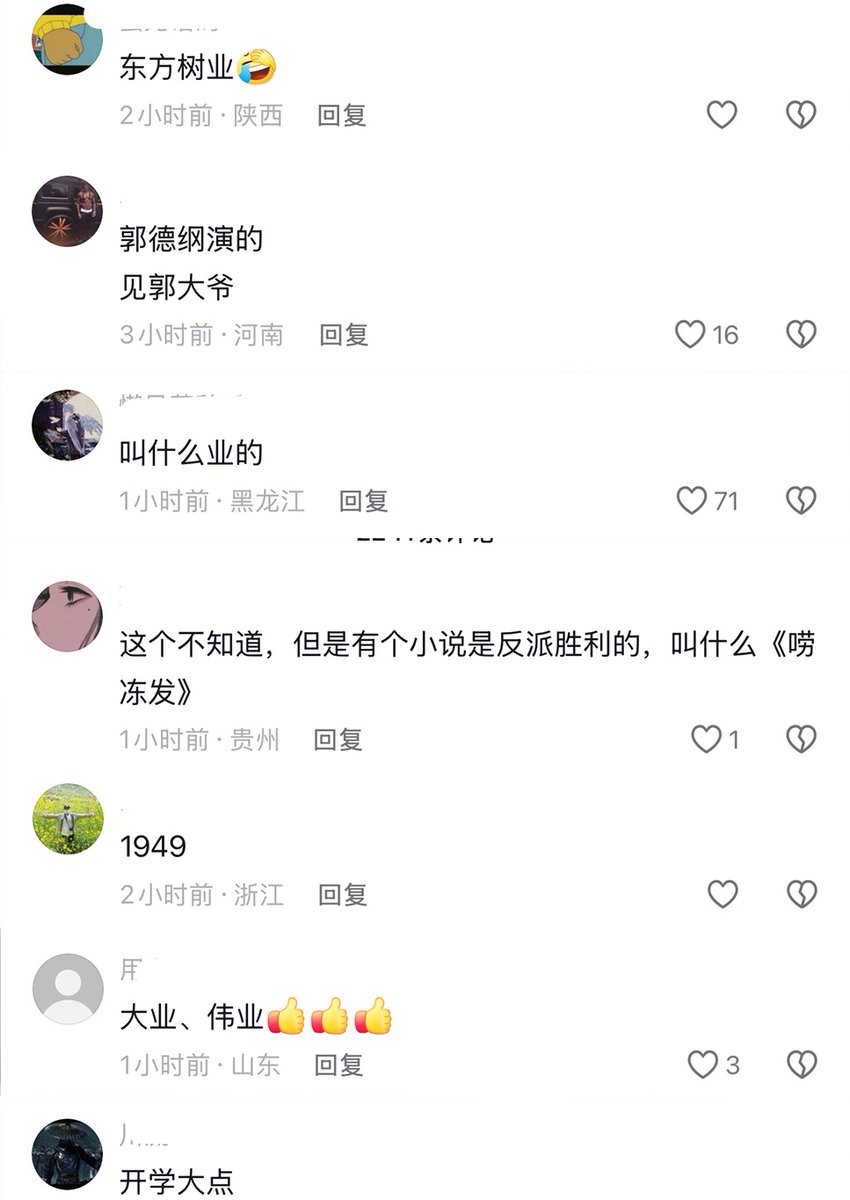 东方树业🤣
2小时前·陕西 回复
郭德纲演的
见郭大爷
3小时前·河南 回复 16
叫什么业的
1小时前·黑龙江 回复 71
这个不知道，但是有个小说是反派胜利的，叫什么《唠
冻发》
1小时前·贵州 回复 1
1949
2小时前·浙江 回复
用
大业、伟业👍👍👍
1小时前·山东 回复 3
开学大点